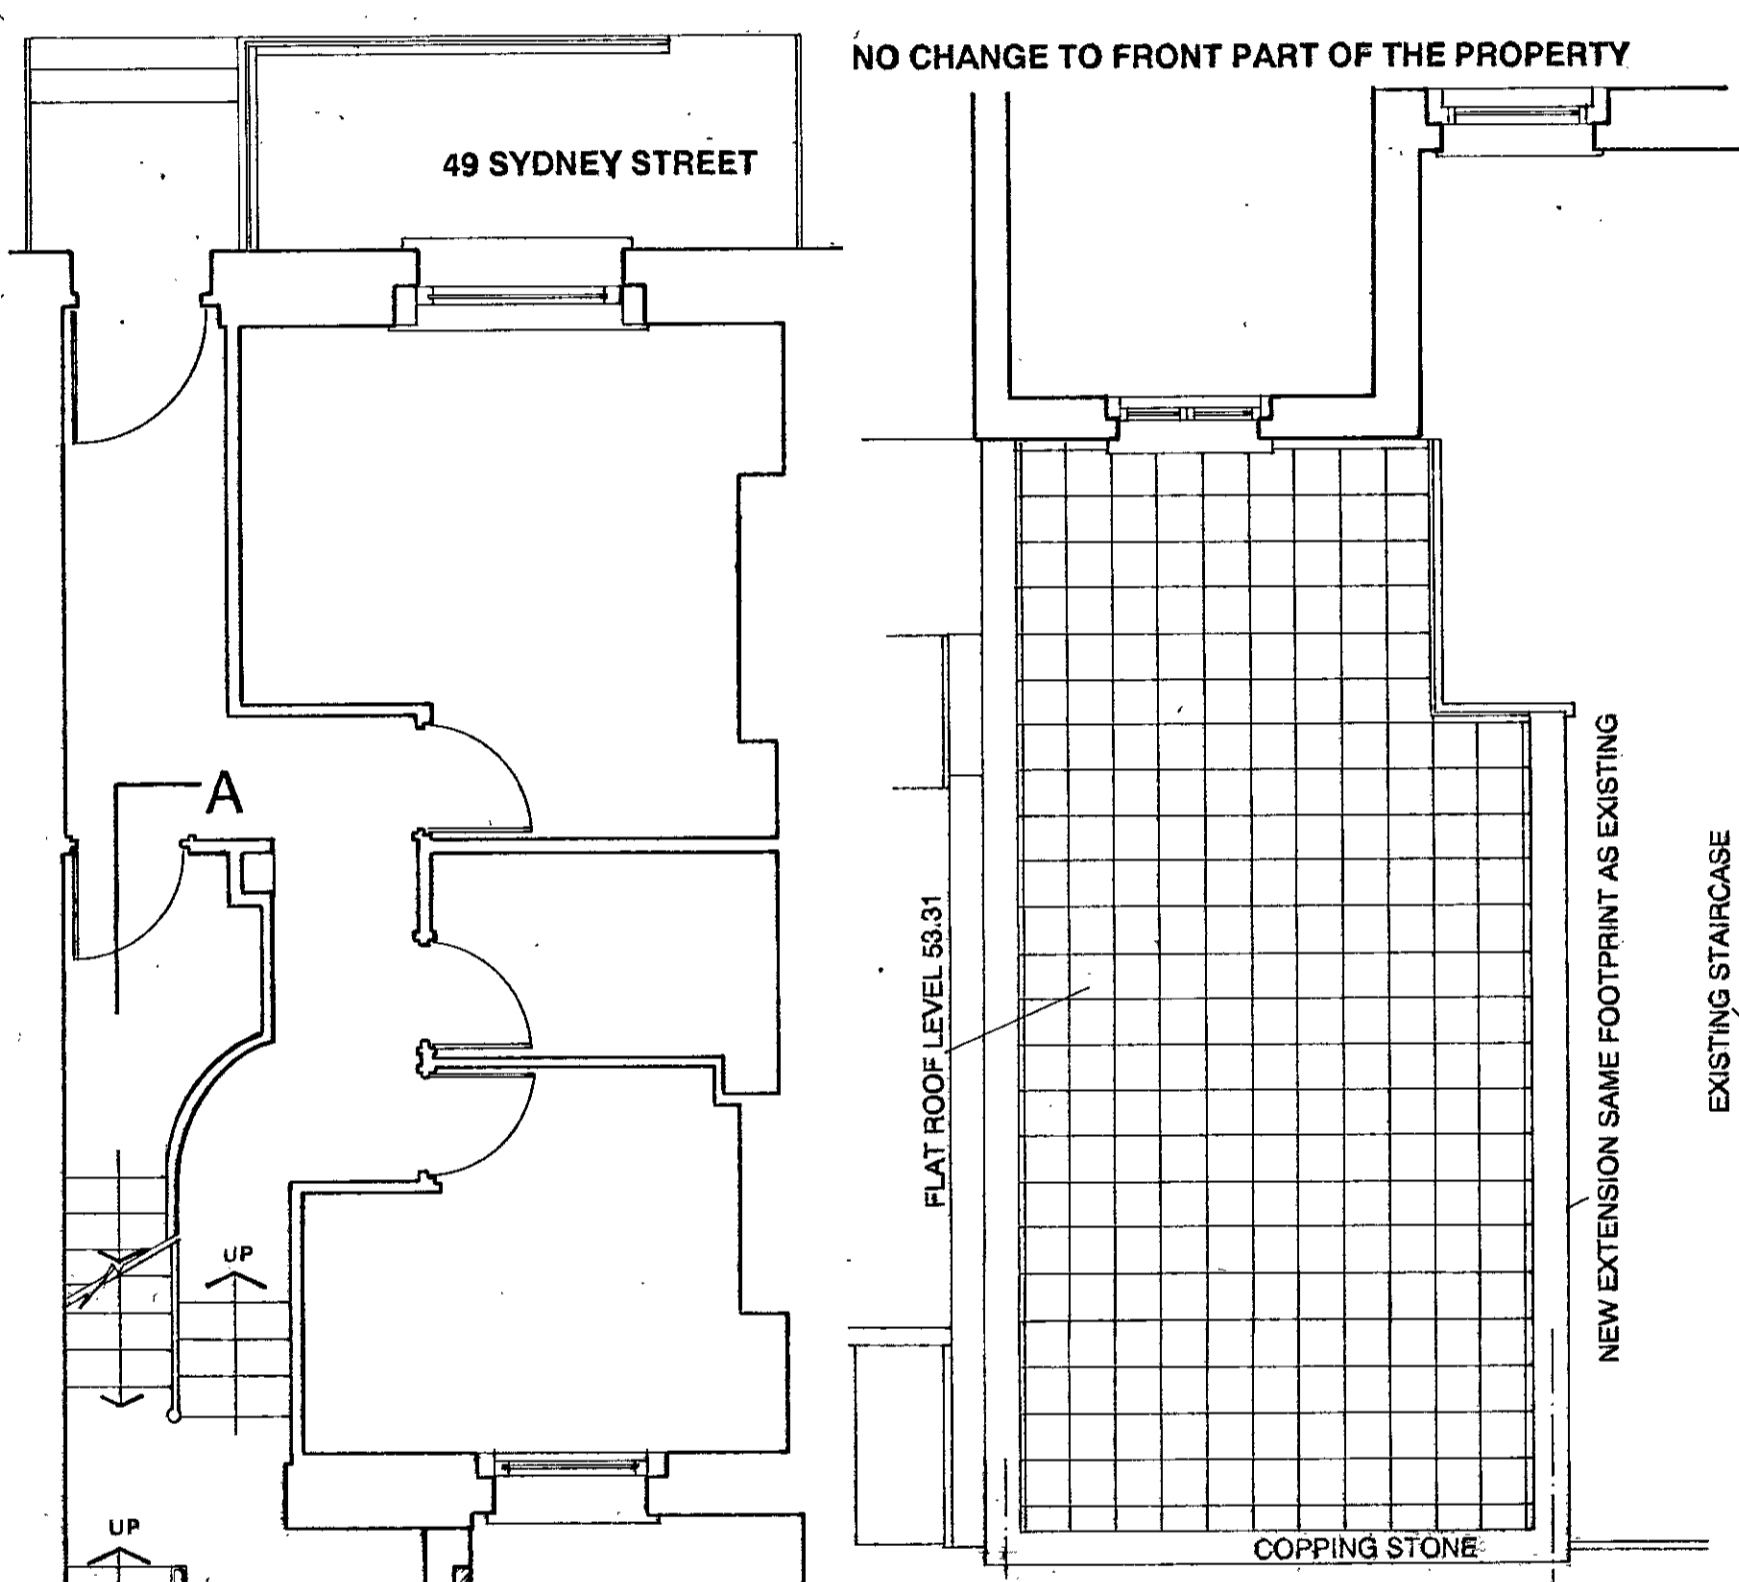 NO CHANGE TO FRONT PART OF THE PROPERTY
49 SYDNEY STREET
A
UP
UP
FLAT ROOF LEVEL 53.31
NEW EXTENSION SAME FOOTPRINT AS EXISTING
EXISTING STAIRCASE
COPPING STONE